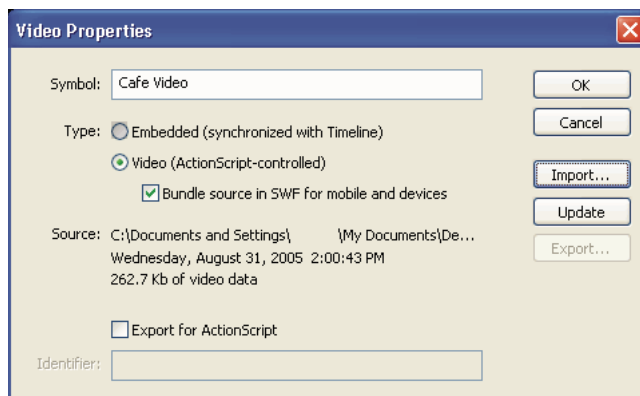 Video Properties
Symbol: Cafe Video
OK
Type: Embedded (synchronized with Timeline)
Cancel
Video (ActionScript-controlled)
Import...
Bundle source in SWF for mobile and devices
Update
Source: C:\Documents and Settings\ \My Documents\De...
Export...
Wednesday, August 31, 2005 2:00:43 PM
262.7 Kb of video data
Export for ActionScript
Identifier: